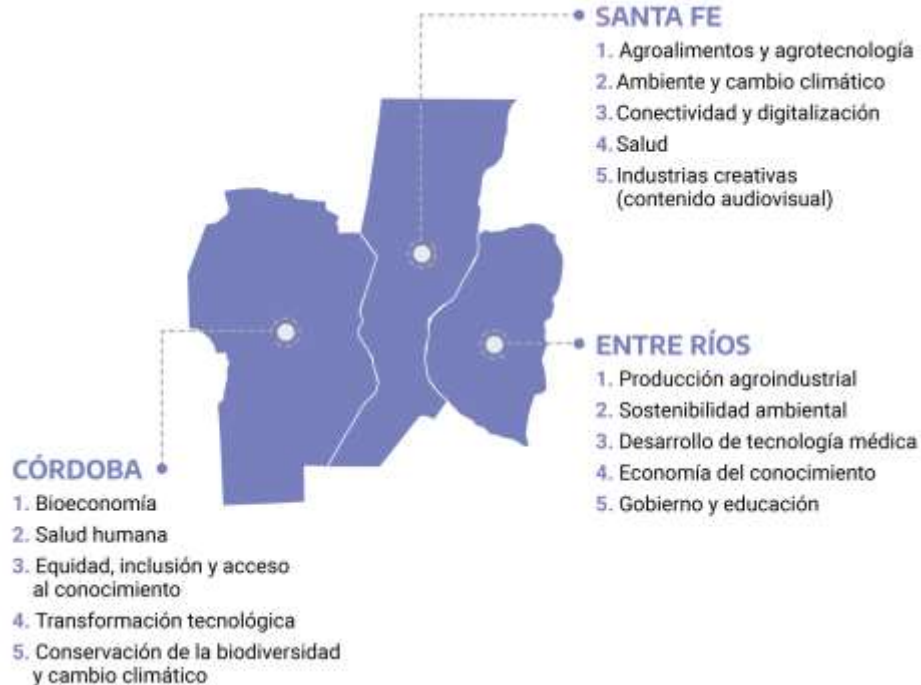 SANTA FE
1. Agroalimentos y agrotecnología
2. Ambiente y cambio climático
3. Conectividad y digitalización
4. Salud
5. Industrias creativas
(contenido audiovisual)
ENTRE RÍOS
1. Producción agroindustrial
2. Sostenibilidad ambiental
3. Desarrollo de tecnología médica
4. Economía del conocimiento
5. Gobierno y educación
CÓRDOBA
1. Bioeconomía
2. Salud humana
3. Equidad, inclusión y acceso
al conocimiento
4. Transformación tecnológica
5. Conservación de la biodiversidad
y cambio climático